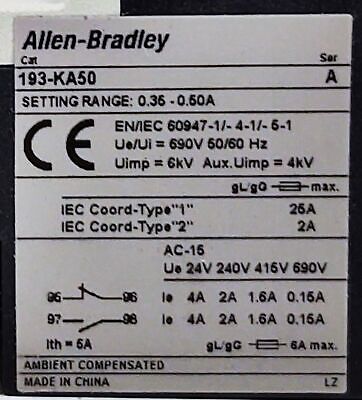 Allen-Bradley
Cat Ser
193-KA50 A
SETTING RANGE: 0.35 - 0.50A
CE EN/IEC 60947-1/- 4-1/- 5-1
Ue/Ui = 690V 50/60 Hz
Uimp = 6kV Aux.Uimp = 4kV
gL/gG max.
IEC Coord-Type"1" 25A
IEC Coord-Type"2" 2A
AC-15
Ue 24V 240V 415V 690V
95 96 Ie 4A 2A 1.6A 0.15A
97 98 Ie 4A 2A 1.6A 0.15A
Ith = 6A gL/gG 6A max.
AMBIENT COMPENSATED
MADE IN CHINA LZ